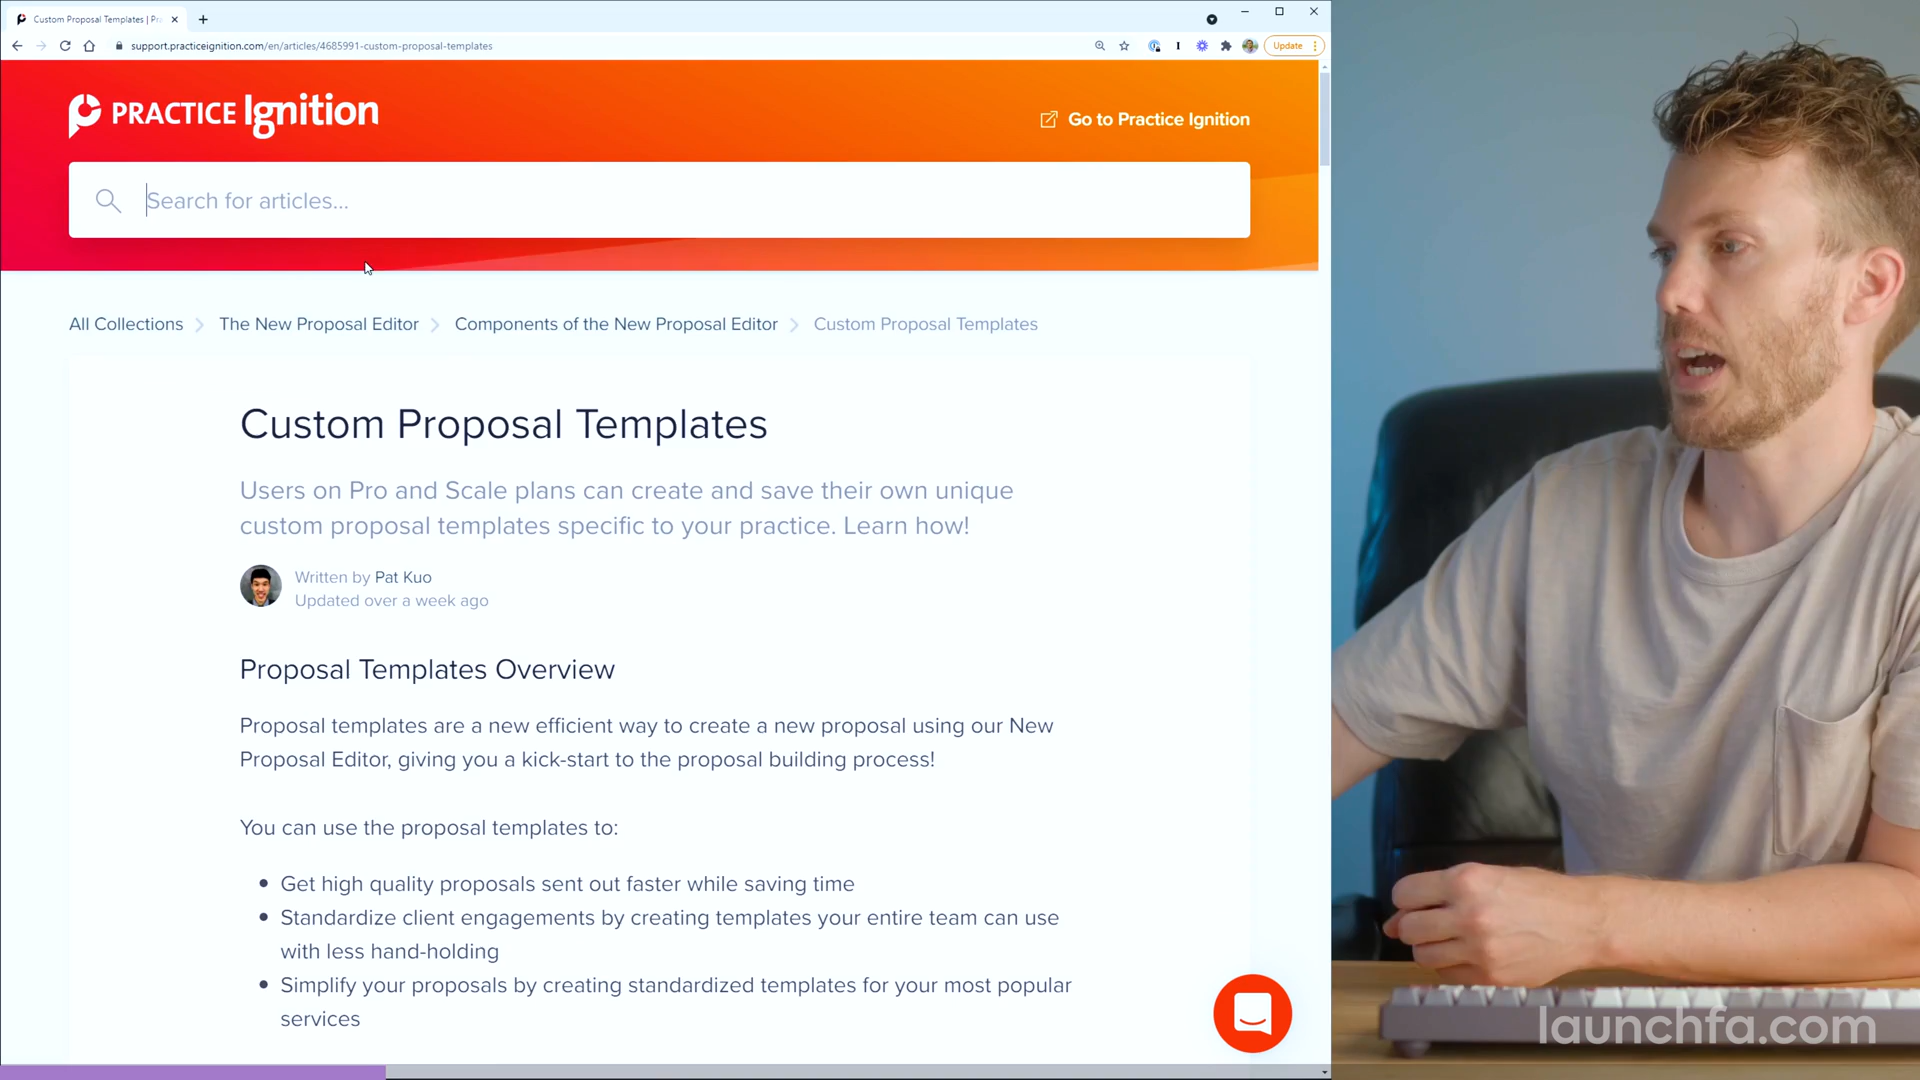 Custom Proposal Templates | Pra
support.practiceignition.com/en/articles/4685991-custom-proposal-templates
Update
PRACTICE Ignition
Go to Practice Ignition
Search for articles...
All Collections
The New Proposal Editor
Components of the New Proposal Editor
Custom Proposal Templates
Custom Proposal Templates
Users on Pro and Scale plans can create and save their own unique
custom proposal templates specific to your practice. Learn how!
Written by Pat Kuo
Updated over a week ago
Proposal Templates Overview
Proposal templates are a new efficient way to create a new proposal using our New
Proposal Editor, giving you a kick-start to the proposal building process!
You can use the proposal templates to:
Get high quality proposals sent out faster while saving time
Standardize client engagements by creating templates your entire team can use
with less hand-holding
Simplify your proposals by creating standardized templates for your most popular
services
launchfa.com